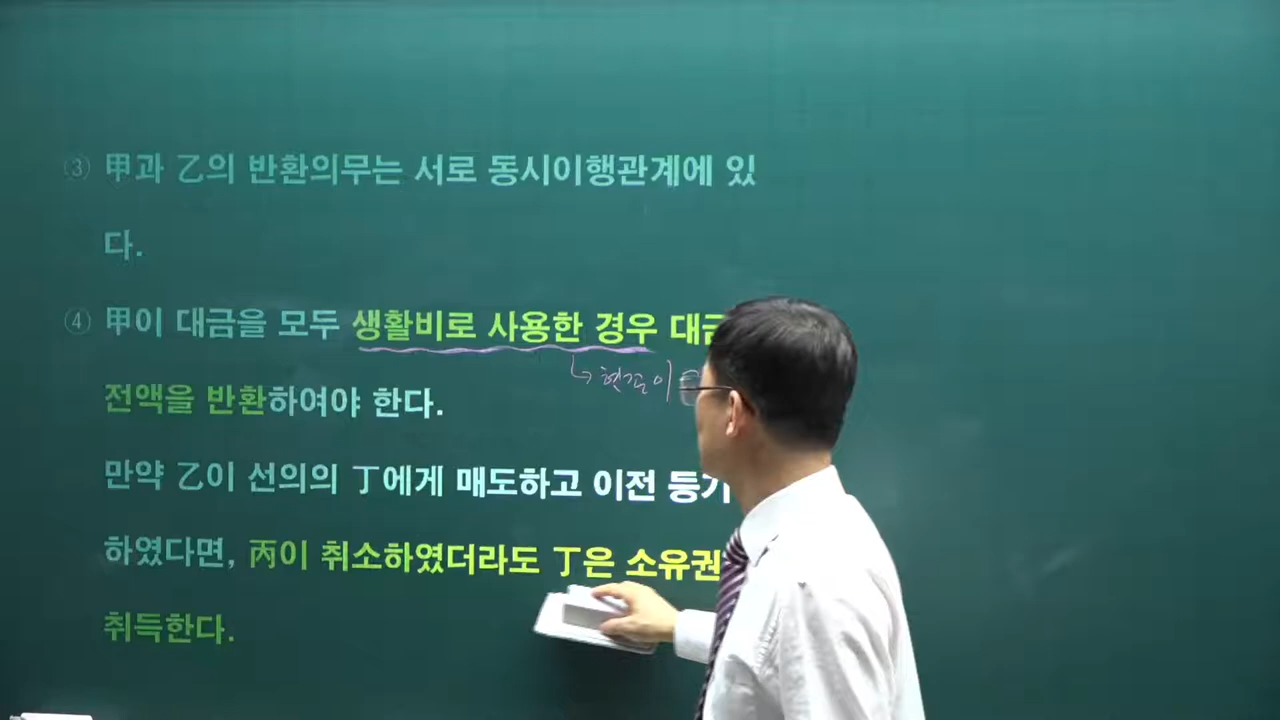 ③ 甲과 乙의 반환의무는 서로 동시이행관계에 있
다.
④ 甲이 대금을 모두 생활비로 사용한 경우
전액을 반환하여야 한다.
만약 乙이 선의의 丁에게 매도하고 이전 등기
하였다면, 丙이 취소하였더라도 丁은 소유권
취득한다.